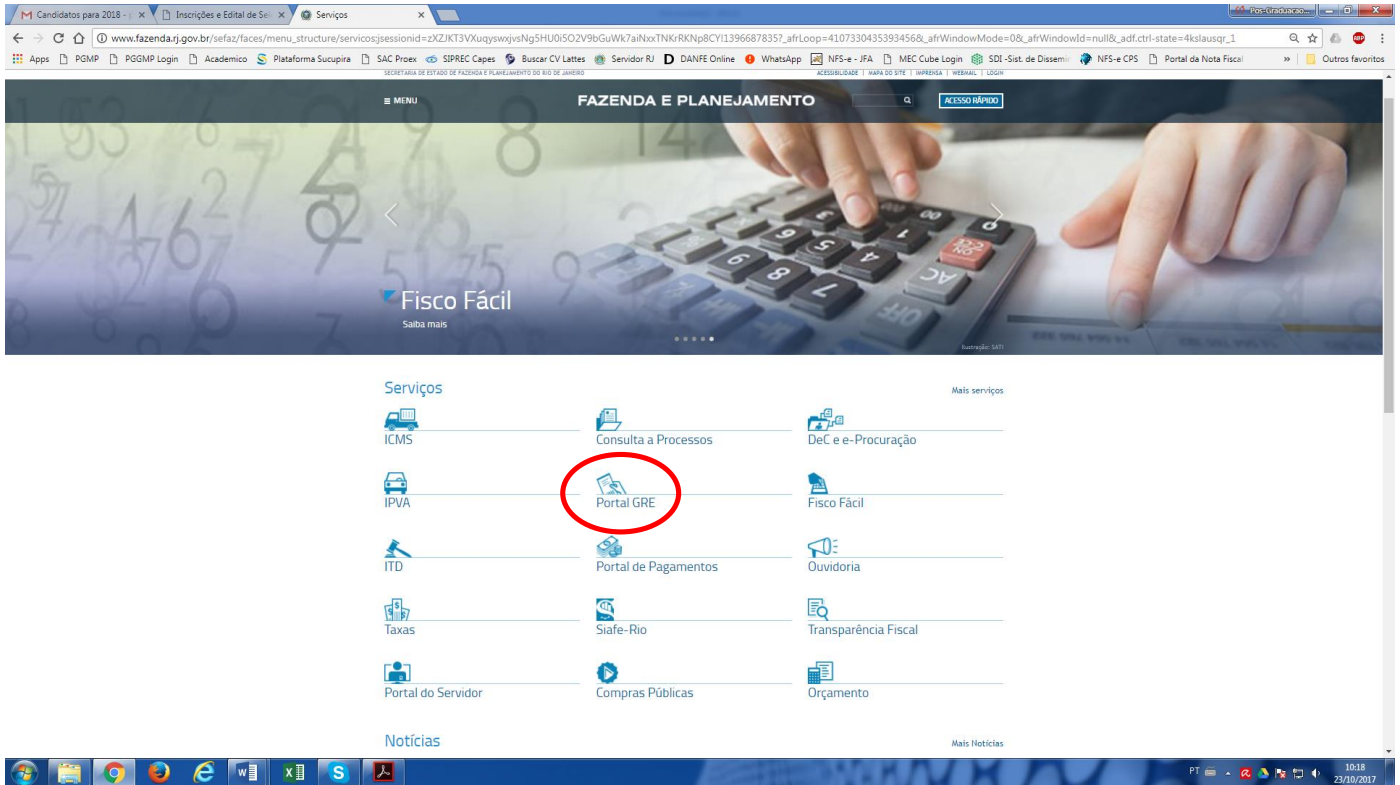 Candidatos para 2018 -
Inscrições e Edital de Sel
Serviços
Pos-Graduacao...
www.fazenda.rj.gov.br/sefaz/faces/menu_structure/servicos;jsessionid=zXZJKT3VXuqyswxjvsNg5HU0i5O2V9bGuWk7aiNxxTNKrRKNp8CY!1396687835?_afrLoop=4107330435393456&_afrWindowMode=0&_afrWindowId=null&_adf.ctrl-state=4kslausqr_1
Apps PGMP PGGMP Login Academico Plataforma Sucupira SAC Proex SIPREC Capes Buscar CV Lattes Servidor RJ D DANFE Online WhatsApp NFS-e - JFA MEC Cube Login SDI -Sist. de Dissemin NFS-e CPS Portal da Nota Fiscal » Outros favoritos
SECRETARIA DE ESTADO DE FAZENDA E PLANEJAMENTO DO RIO DE JANEIRO
ACESSIBILIDADE | MAPA DO SITE | IMPRENSA | WEBMAIL | LOGIN
≡ MENU
FAZENDA E PLANEJAMENTO
ACESSO RÁPIDO
Fisco Fácil
Saiba mais
Ilustração: SATI
Serviços
Mais serviços
ICMS
Consulta a Processos
DeC e e-Procuração
IPVA
Portal GRE
Fisco Fácil
ITD
Portal de Pagamentos
Ouvidoria
Taxas
Siafe-Rio
Transparência Fiscal
Portal do Servidor
Compras Públicas
Orçamento
Notícias
Mais Notícias
PT
10:18
23/10/2017